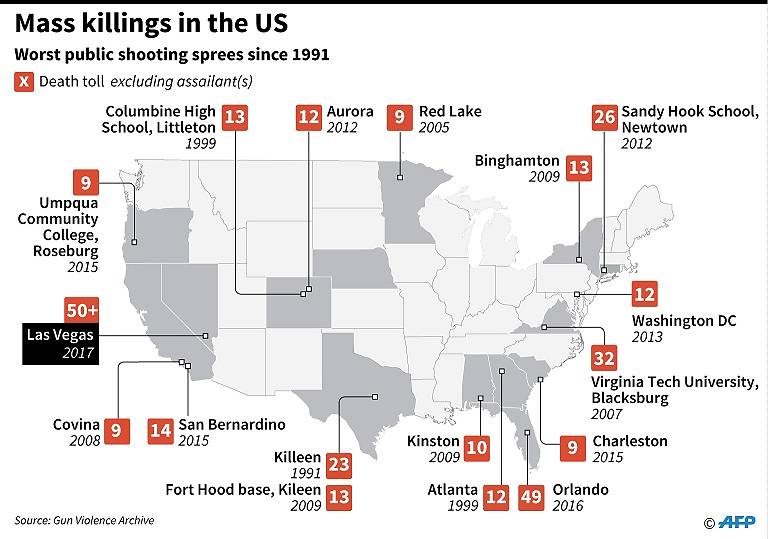 Mass killings in the US
Worst public shooting sprees since 1991
X Death toll excluding assailant(s)
Columbine High
School, Littleton
1999
13
12
Aurora
2012
9
Red Lake
2005
26
Sandy Hook School,
Newtown
2012
Binghamton
2009
13
9
Umpqua
Community
College,
Roseburg
2015
50+
Las Vegas
2017
12
Washington DC
2013
32
Virginia Tech University,
Blacksburg
2007
Covina
2008
9
14
San Bernardino
2015
Killeen
1991
23
Fort Hood base, Kileen
2009
13
Kinston
2009
10
9
Charleston
2015
Atlanta
1999
12
49
Orlando
2016
Source: Gun Violence Archive
© AFP